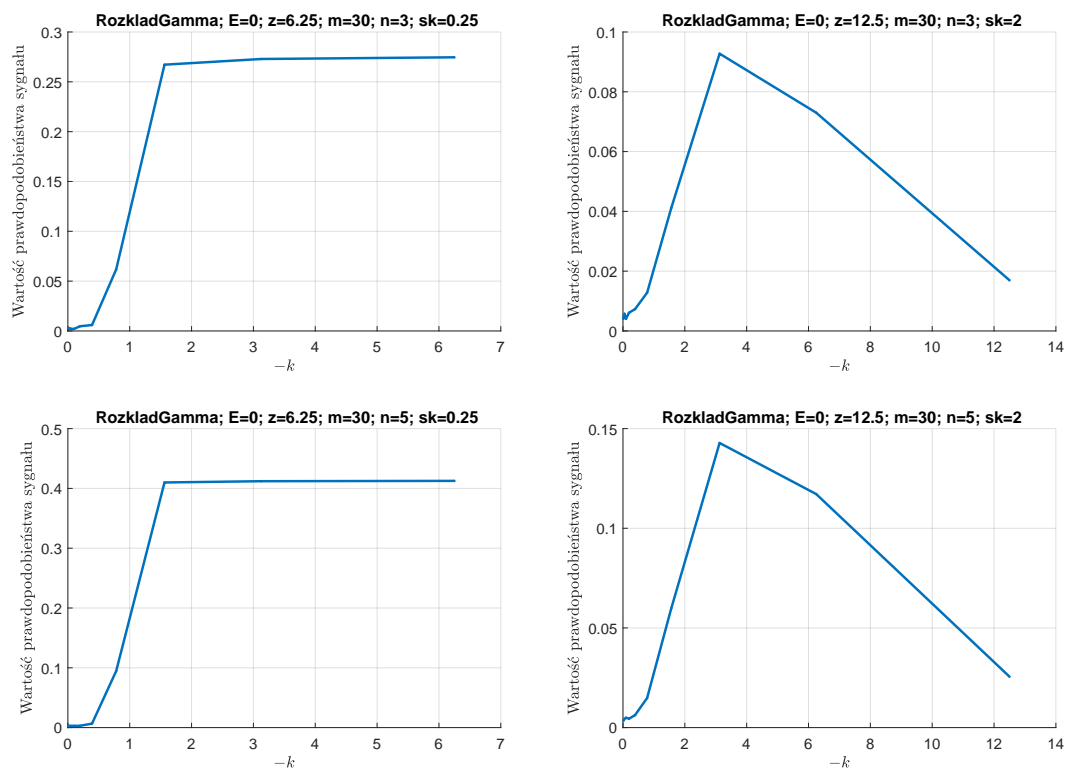 RozkladGamma; E=0; z=6.25; m=30; n=3; sk=0.25
Wartość prawdopodobieństwa sygnału
0.3
0.25
0.2
0.15
0.1
0.05
0
0 1 2 3 4 5 6 7
−k
RozkladGamma; E=0; z=12.5; m=30; n=3; sk=2
Wartość prawdopodobieństwa sygnału
0.1
0.08
0.06
0.04
0.02
0
0 2 4 6 8 10 12 14
−k
RozkladGamma; E=0; z=6.25; m=30; n=5; sk=0.25
Wartość prawdopodobieństwa sygnału
0.5
0.4
0.3
0.2
0.1
0
0 1 2 3 4 5 6 7
−k
RozkladGamma; E=0; z=12.5; m=30; n=5; sk=2
Wartość prawdopodobieństwa sygnału
0.15
0.1
0.05
0
0 2 4 6 8 10 12 14
−k